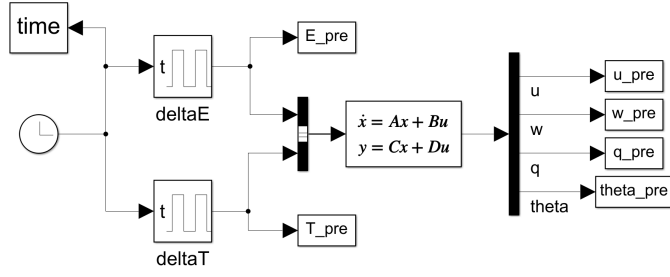 time
E_pre
t
deltaE
u_pre
u
ẋ = Ax + Bu
w_pre
w
y = Cx + Du
q_pre
q
t
theta_pre
theta
T_pre
deltaT